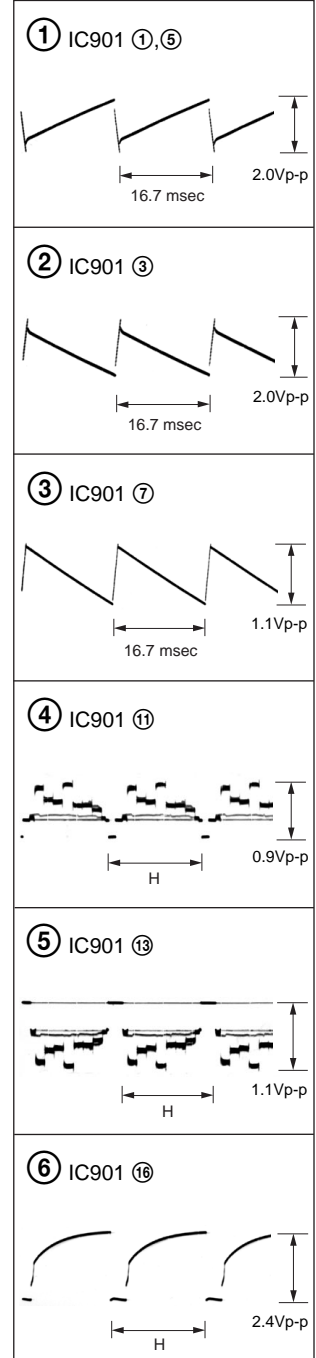 ① IC901 ①,⑤
2.0Vp-p
16.7 msec
② IC901 ③
2.0Vp-p
16.7 msec
③ IC901 ⑦
1.1Vp-p
16.7 msec
④ IC901 ⑪
0.9Vp-p
H
⑤ IC901 ⑬
1.1Vp-p
H
⑥ IC901 ⑯
2.4Vp-p
H